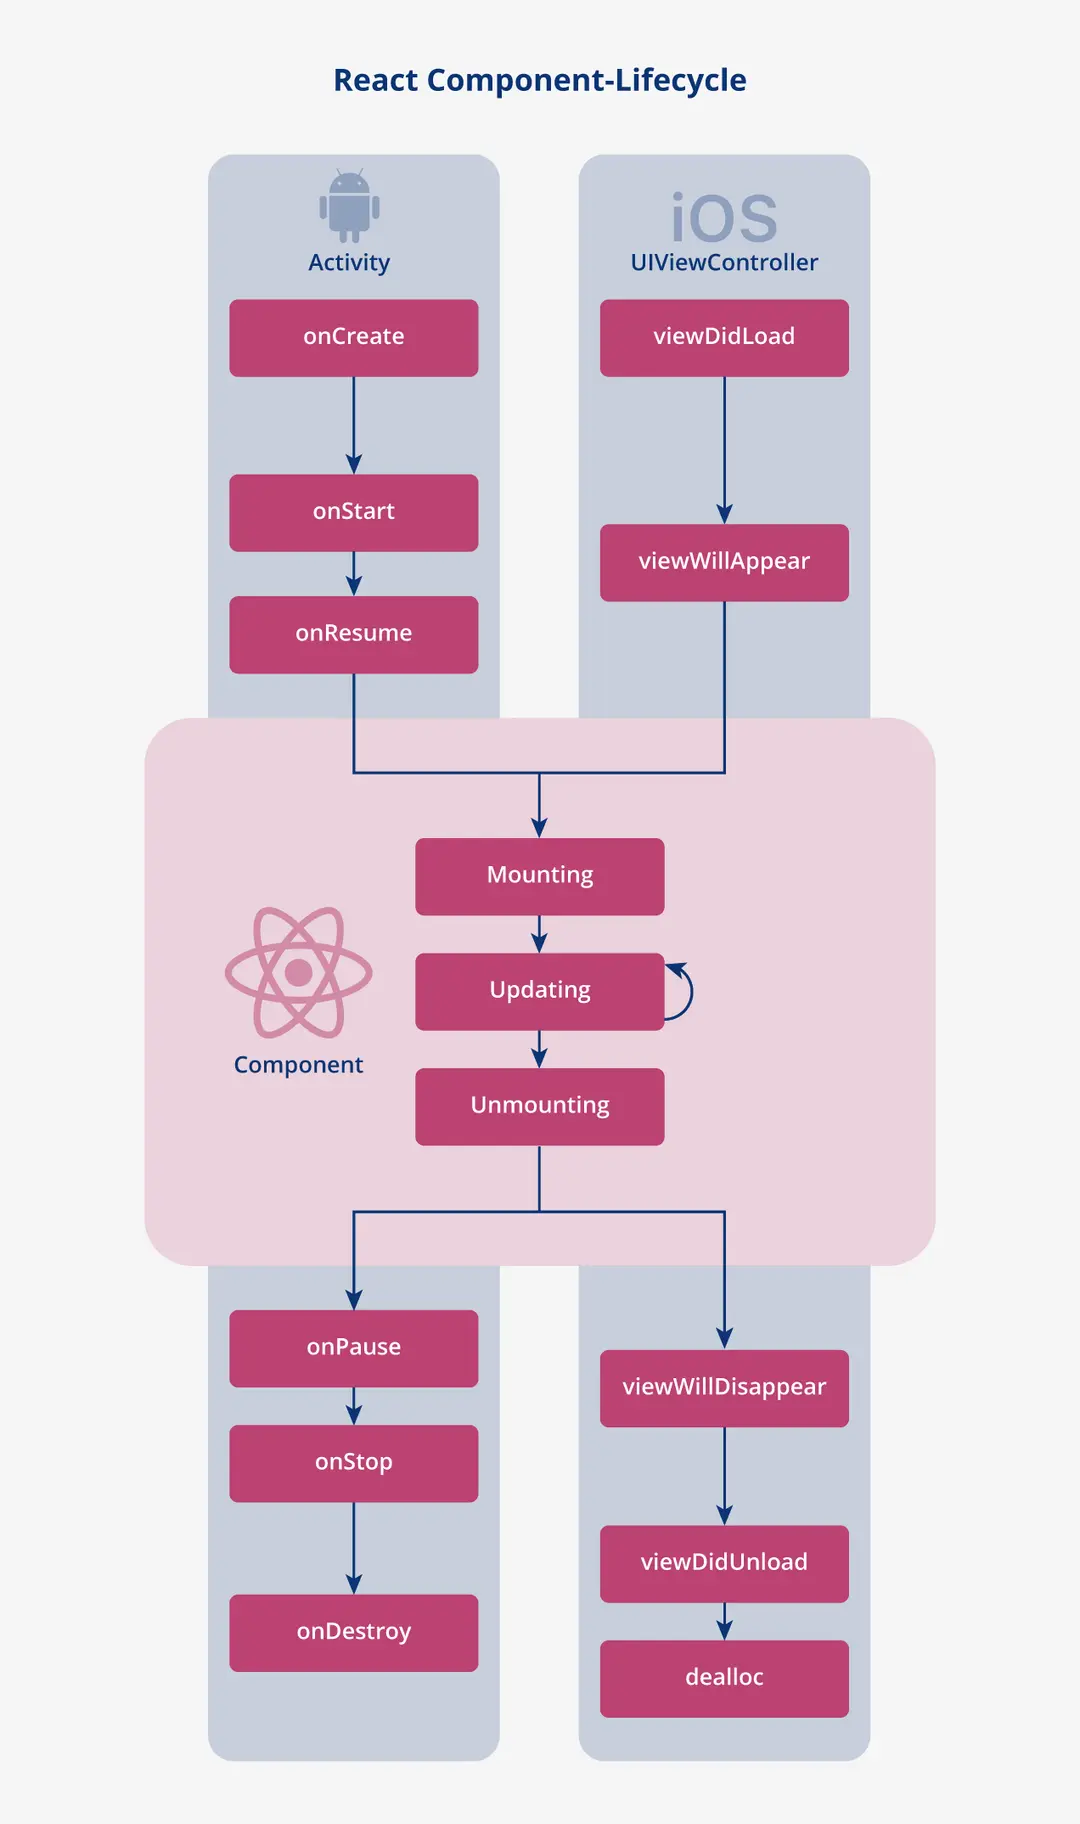 React Component-Lifecycle
Activity
onCreate
onStart
onResume
iOS
UIViewController
viewDidLoad
viewWillAppear
Component
Mounting
Updating
Unmounting
onPause
onStop
onDestroy
viewWillDisappear
viewDidUnload
dealloc